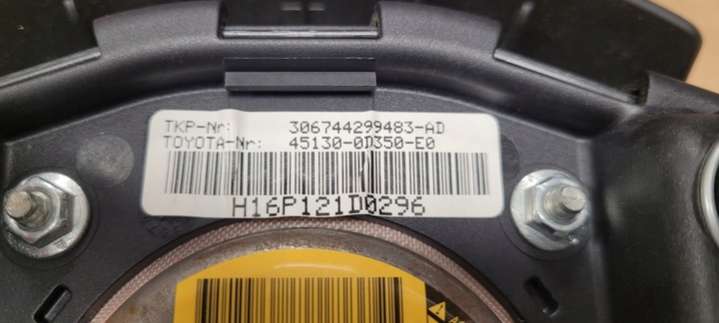 TKP-Nr: 306744299483-AD
TOYOTA-Nr: 45130-0D350-E0
H16P121D0296